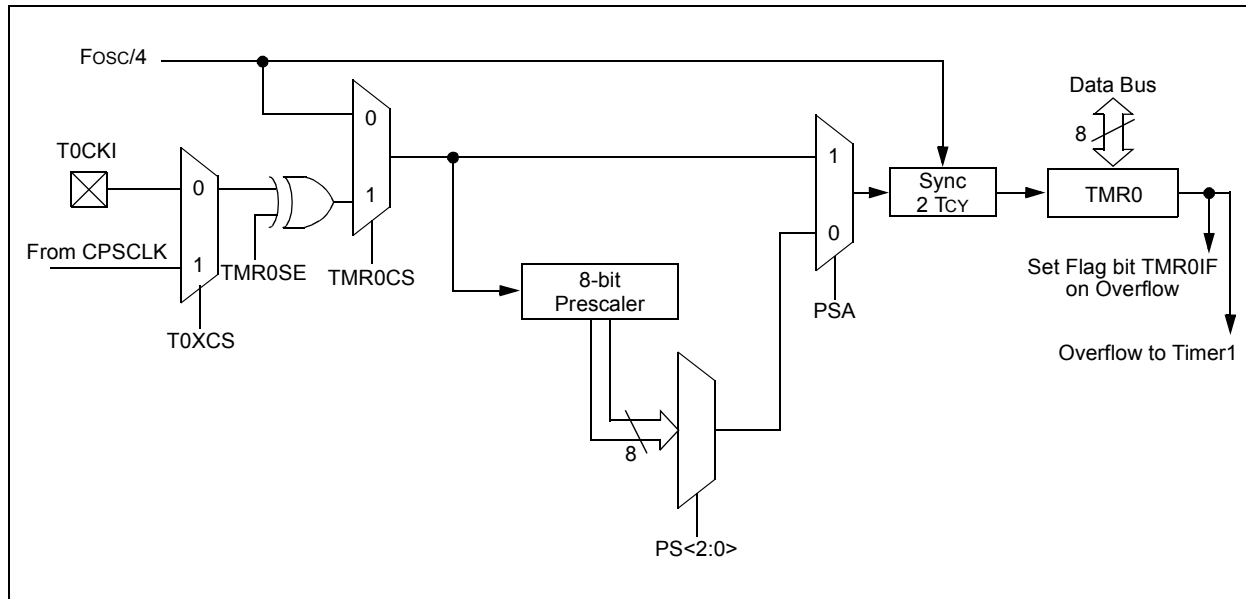 FOSC/4
T0CKI
0
1
From CPSCLK
T0XCS
TMR0SE
0
1
TMR0CS
8-bit
Prescaler
8
PS<2:0>
1
0
PSA
Sync
2 TCY
Data Bus
8
TMR0
Set Flag bit TMR0IF
on Overflow
Overflow to Timer1